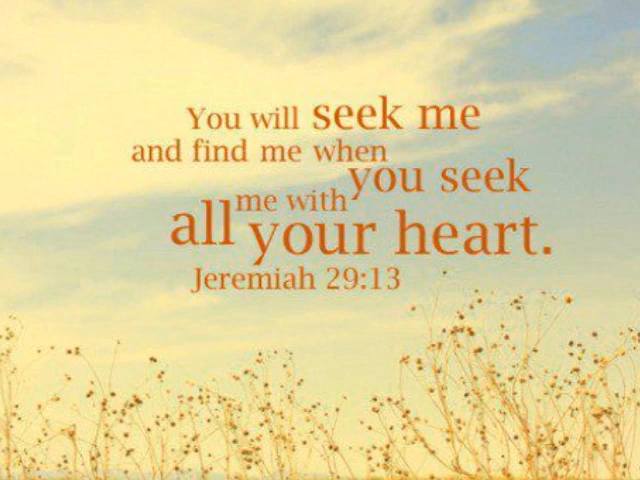 You will seek me
and find me when
you seek
me with
all your heart.
Jeremiah 29:13